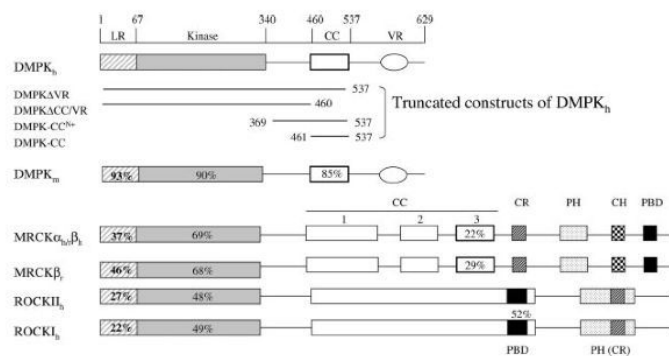 1 67 340 460 537 629
LR Kinase CC VR
DMPKh
DMPKΔVR 537
DMPKΔCC/VR 460
DMPK-CCN+ 369 537
DMPK-CC 461 537
Truncated constructs of DMPKh
DMPKm 93% 90% 85%
CC CR PH CH PBD
1 2 3
MRCKαh/rβh 37% 69% 22%
MRCKβr 46% 68% 29%
ROCKIIh 27% 48%
52%
ROCKIh 22% 49%
PBD PH (CR)